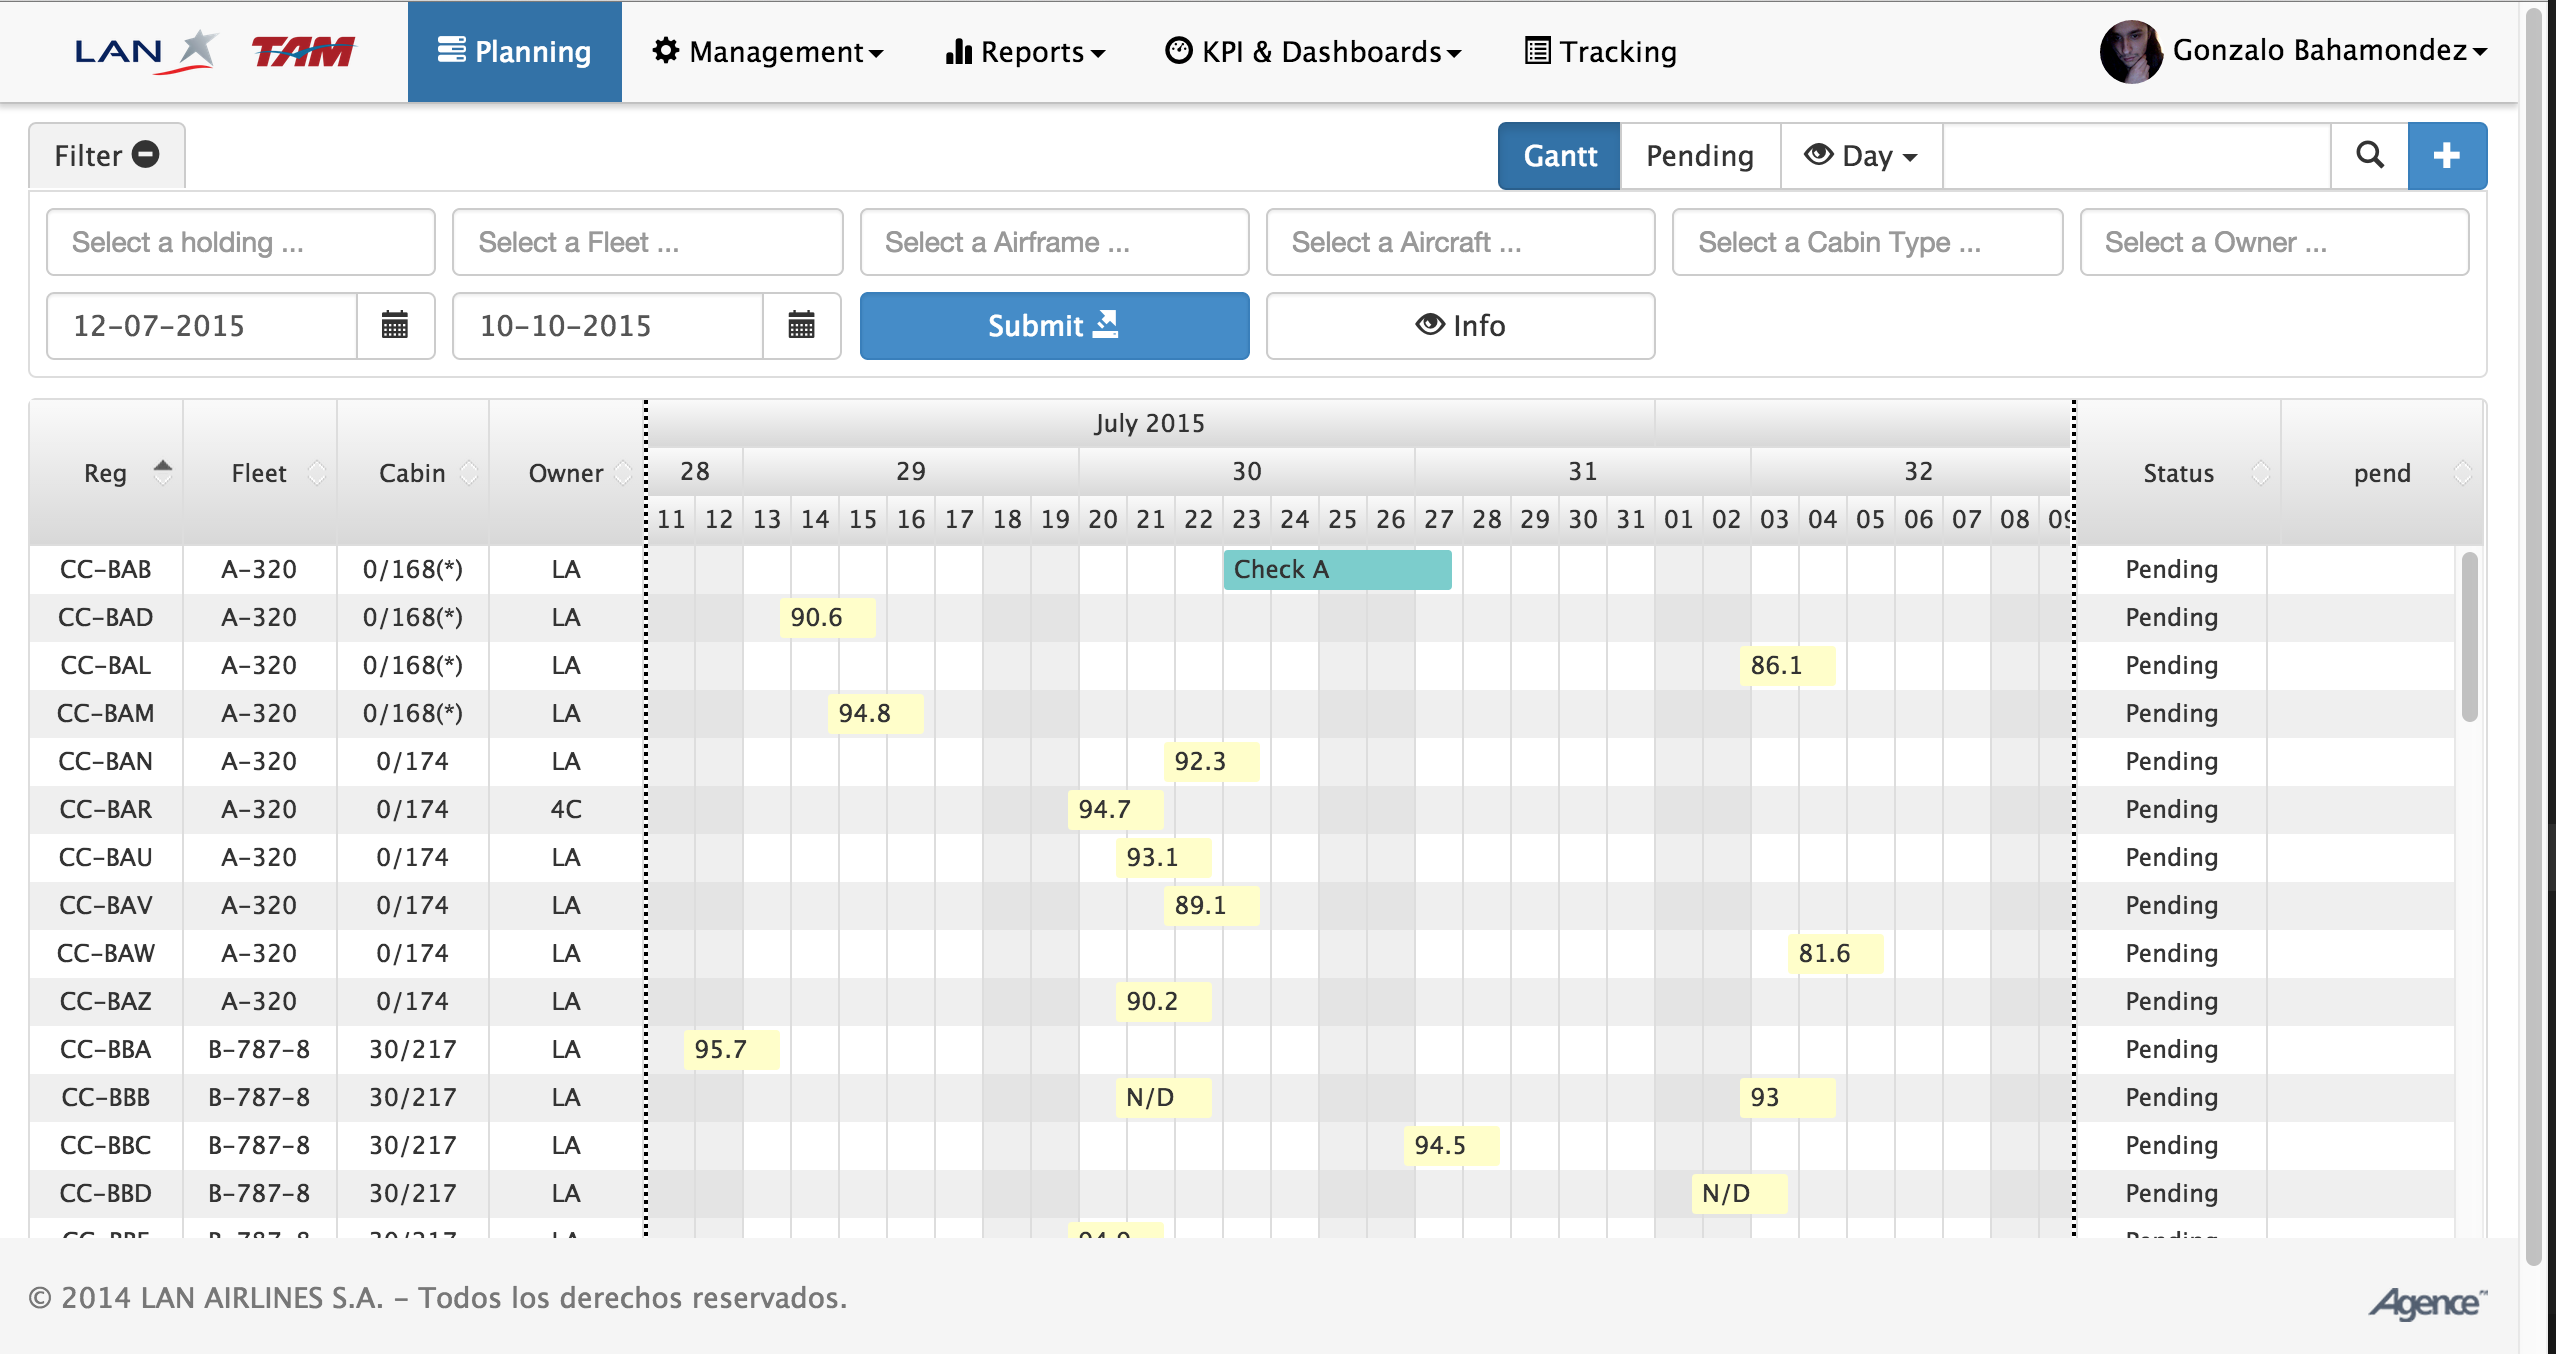 LAN TAM Planning Management Reports KPI & Dashboards Tracking Gonzalo Bahamondez
Filter Gantt Pending Day
Select a holding ... Select a Fleet ... Select a Airframe ... Select a Aircraft ... Select a Cabin Type ... Select a Owner ...
12-07-2015 10-10-2015 Submit Info
July 2015
Reg Fleet Cabin Owner 28 29 30 31 32 Status pend
11 12 13 14 15 16 17 18 19 20 21 22 23 24 25 26 27 28 29 30 31 01 02 03 04 05 06 07 08 09
CC-BAB A-320 0/168(*) LA Check A Pending
CC-BAD A-320 0/168(*) LA 90.6 Pending
CC-BAL A-320 0/168(*) LA 86.1 Pending
CC-BAM A-320 0/168(*) LA 94.8 Pending
CC-BAN A-320 0/174 LA 92.3 Pending
CC-BAR A-320 0/174 4C 94.7 Pending
CC-BAU A-320 0/174 LA 93.1 Pending
CC-BAV A-320 0/174 LA 89.1 Pending
CC-BAW A-320 0/174 LA 81.6 Pending
CC-BAZ A-320 0/174 LA 90.2 Pending
CC-BBA B-787-8 30/217 LA 95.7 Pending
CC-BBB B-787-8 30/217 LA N/D 93 Pending
CC-BBC B-787-8 30/217 LA 94.5 Pending
CC-BBD B-787-8 30/217 LA N/D Pending
B-787-8 30/217 LA Pending
© 2014 LAN AIRLINES S.A. - Todos los derechos reservados. Agence™